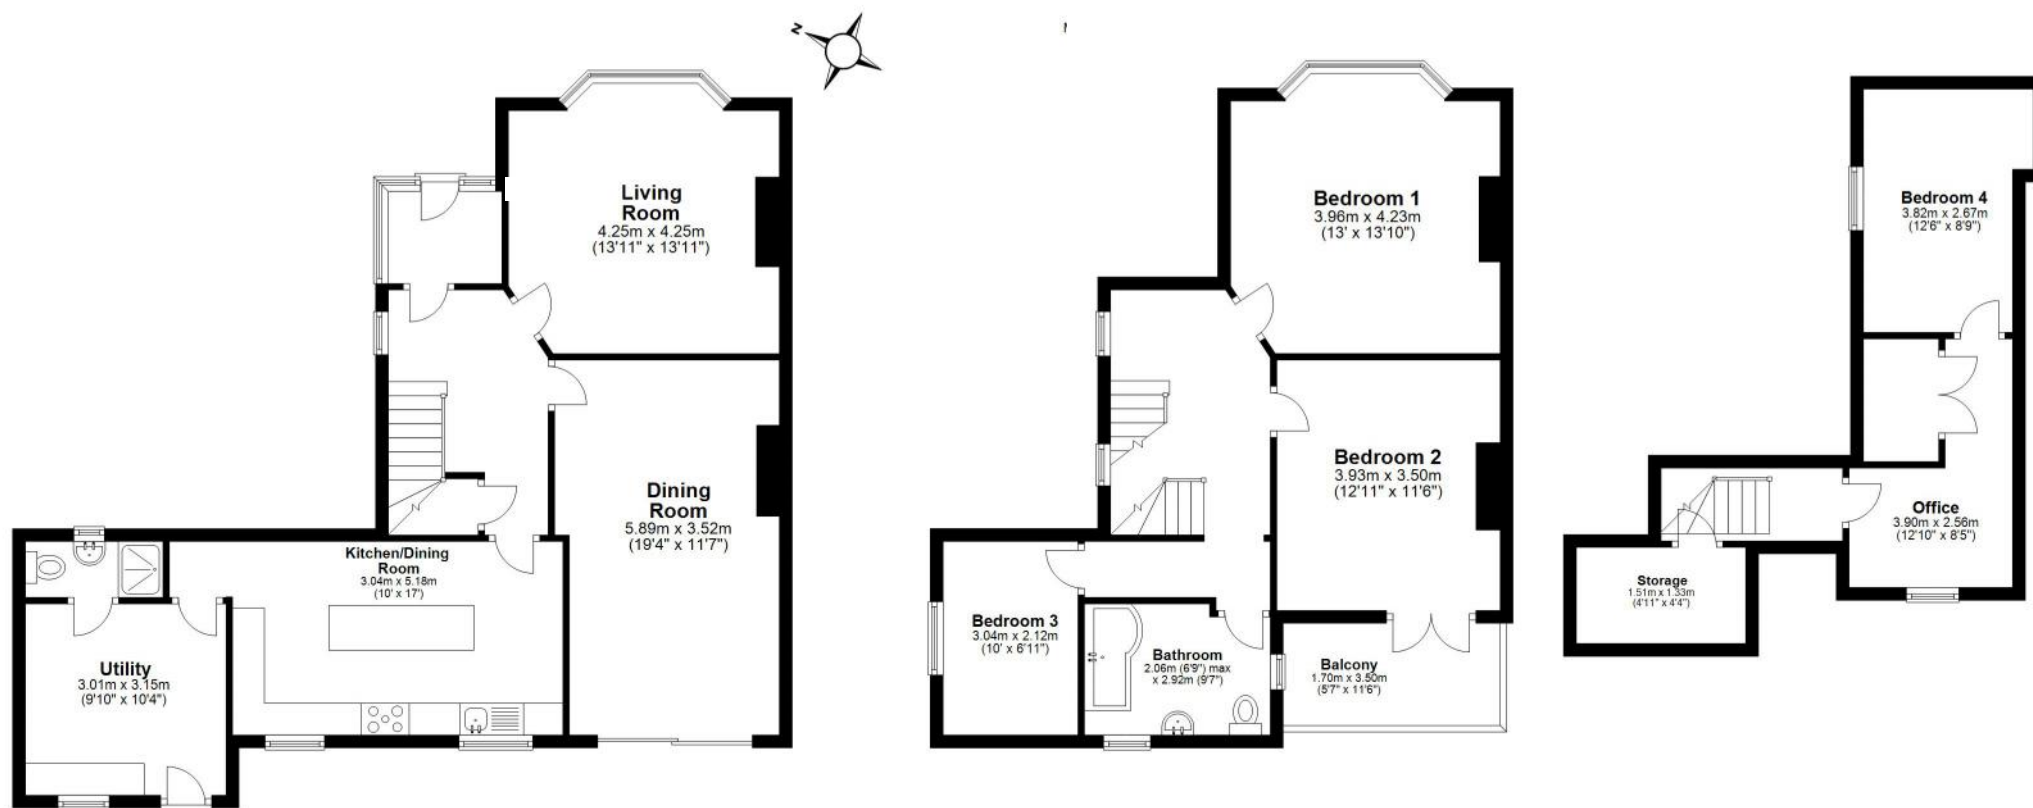 N
Living
Room
4.25m x 4.25m
(13'11" x 13'11")
Dining
Room
5.89m x 3.52m
(19'4" x 11'7")
Kitchen/Dining
Room
3.04m x 5.18m
(10' x 17')
Utility
3.01m x 3.15m
(9'10" x 10'4")
Bedroom 1
3.96m x 4.23m
(13' x 13'10")
Bedroom 2
3.93m x 3.50m
(12'11" x 11'6")
Bedroom 3
3.04m x 2.12m
(10' x 6'11")
Bathroom
2.06m (6'9") max
x 2.92m (9'7")
Balcony
1.70m x 3.50m
(5'7" x 11'6")
Bedroom 4
3.82m x 2.67m
(12'6" x 8'9")
Office
3.90m x 2.56m
(12'10" x 8'5")
Storage
1.51m x 1.33m
(4'11" x 4'4")